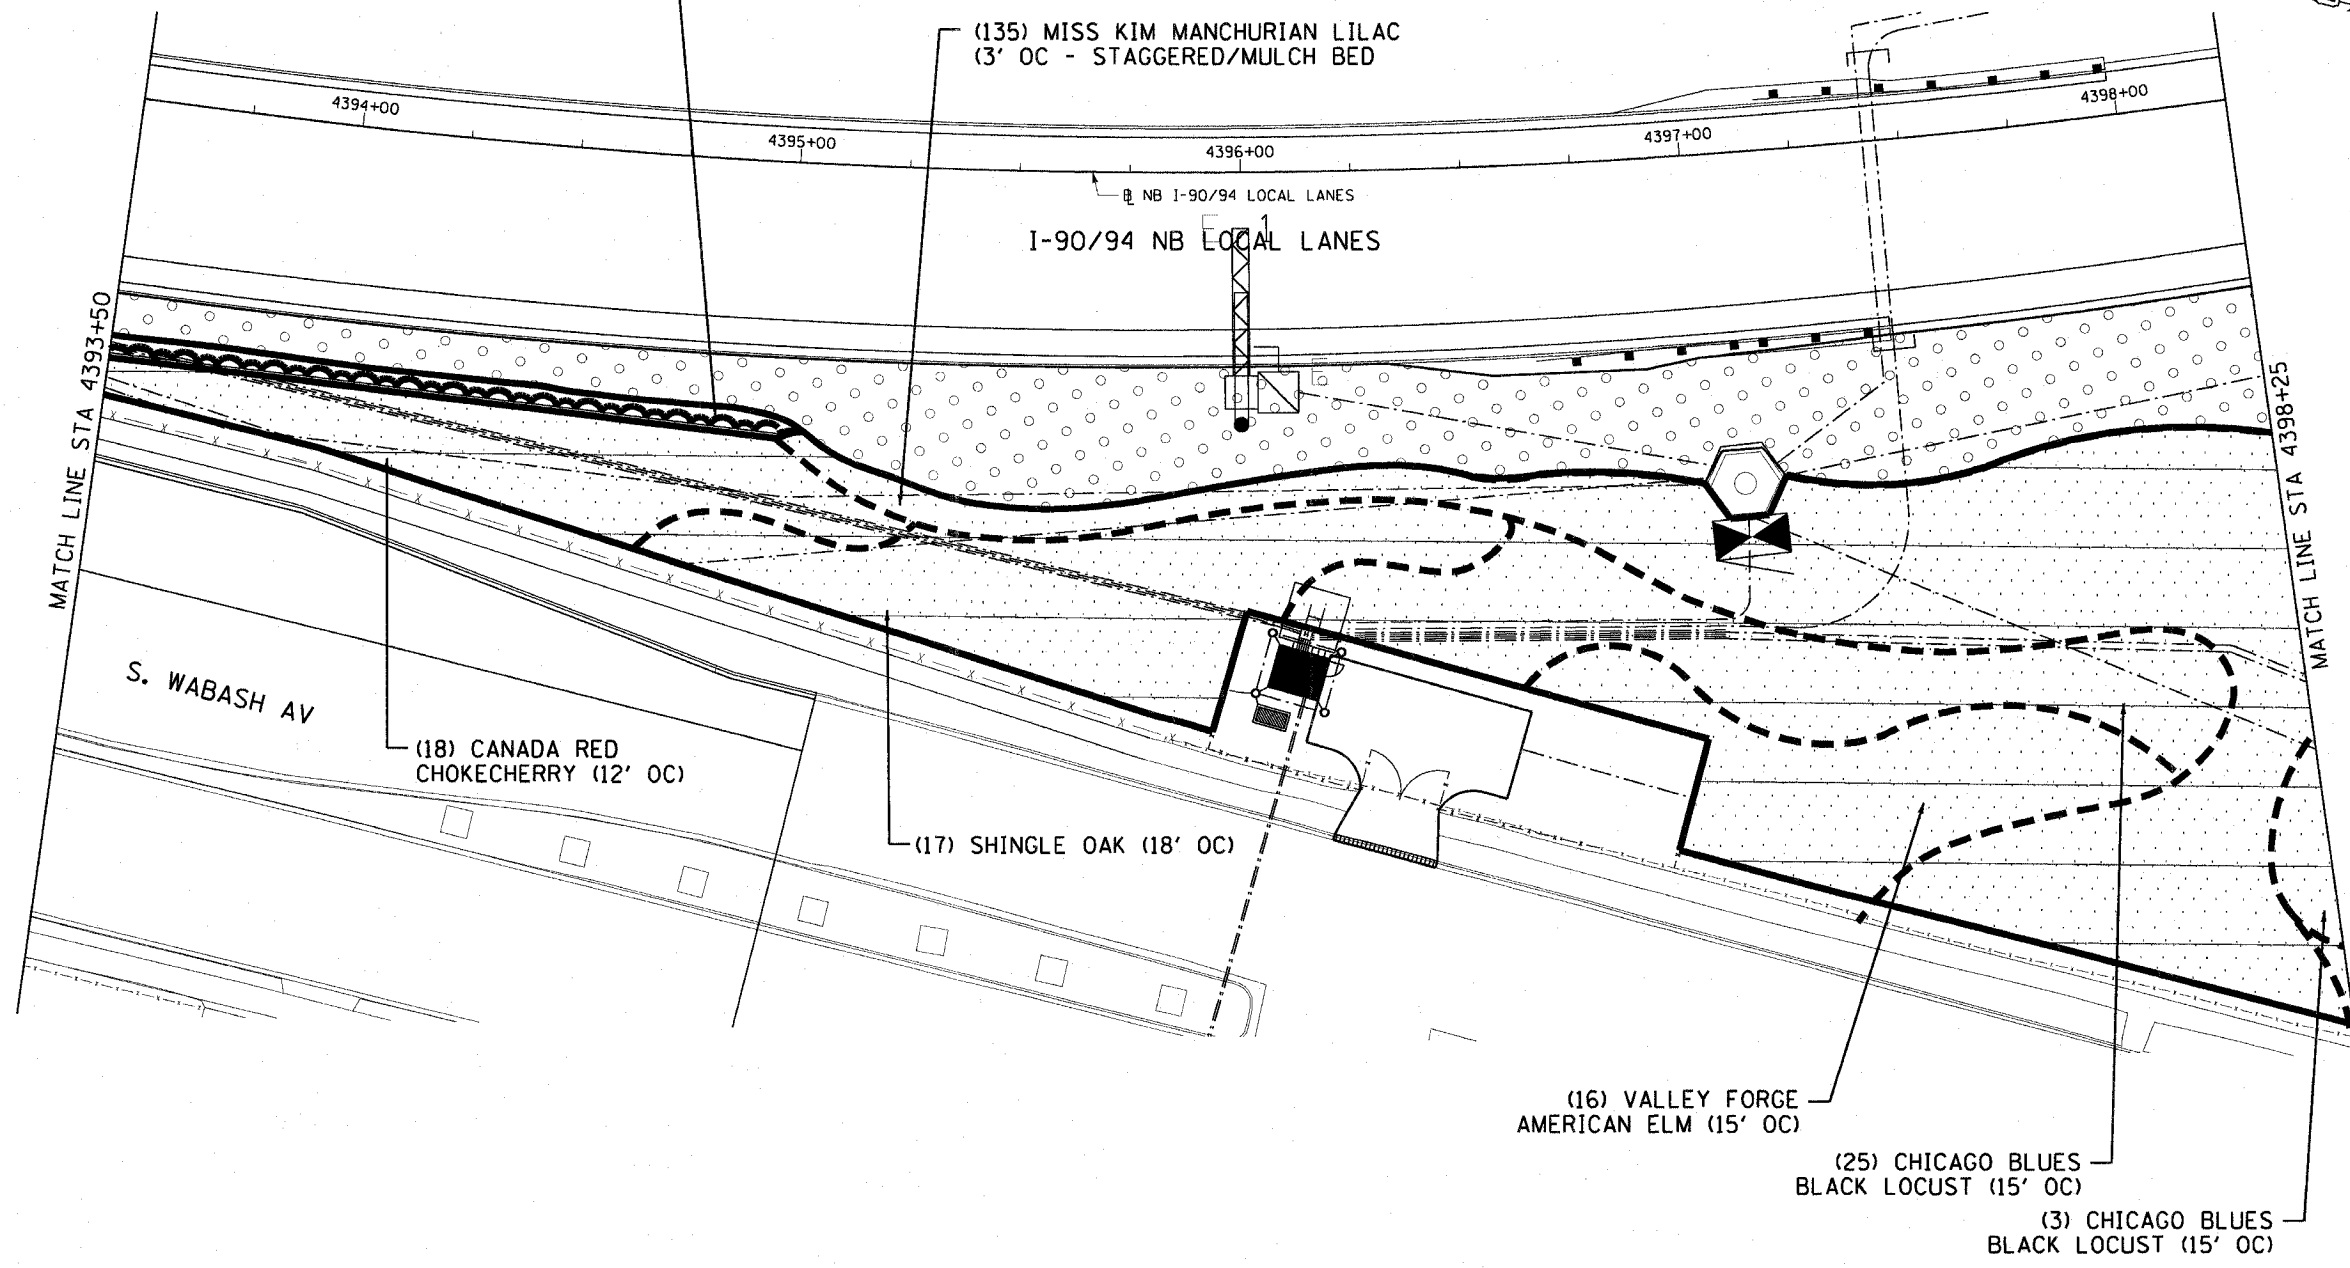 (135) MISS KIM MANCHURIAN LILAC
(3' OC - STAGGERED/MULCH BED
4394+00
4395+00
4396+00
4397+00
4398+00
NB I-90/94 LOCAL LANES
I-90/94 NB LOCAL LANES
MATCH LINE STA 4393+50
MATCH LINE STA 4398+25
S. WABASH AV
(18) CANADA RED
CHOKECHERRY (12' OC)
(17) SHINGLE OAK (18' OC)
(16) VALLEY FORGE
AMERICAN ELM (15' OC)
(25) CHICAGO BLUES
BLACK LOCUST (15' OC)
(3) CHICAGO BLUES
BLACK LOCUST (15' OC)